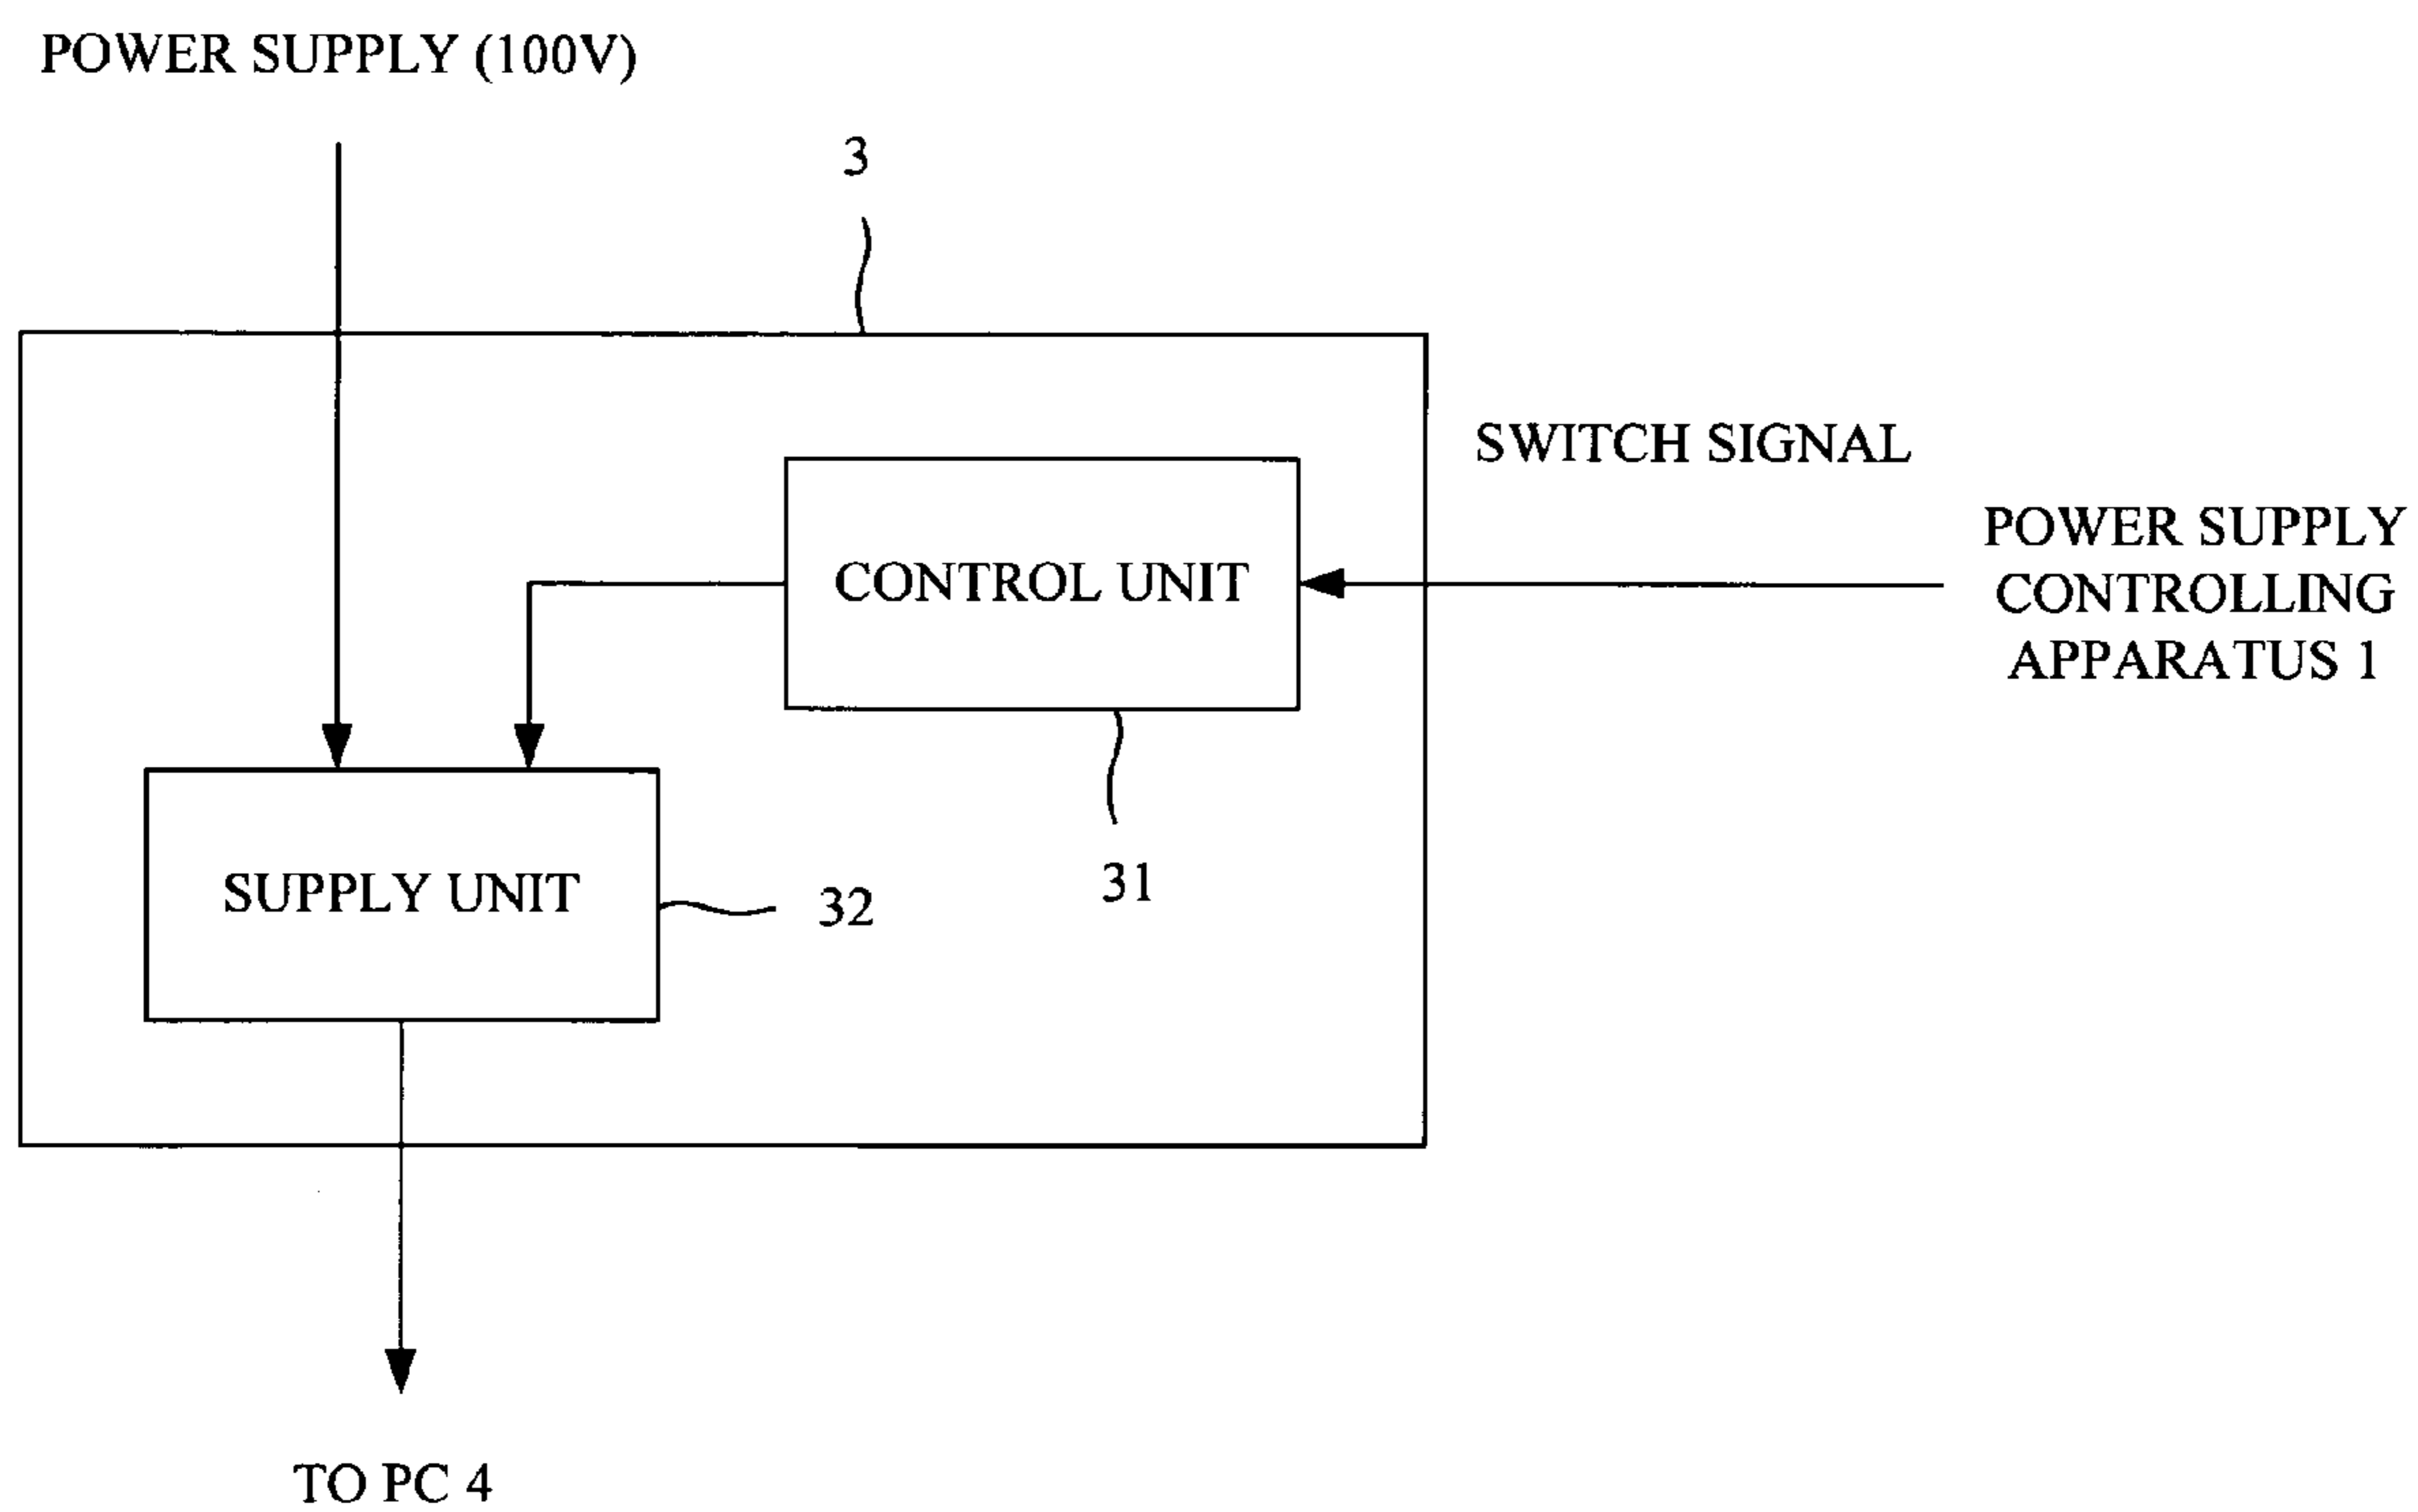 POWER SUPPLY (100V)
3
SWITCH SIGNAL
POWER SUPPLY
CONTROLLING
APPARATUS 1
CONTROL UNIT
31
SUPPLY UNIT
32
TO PC 4